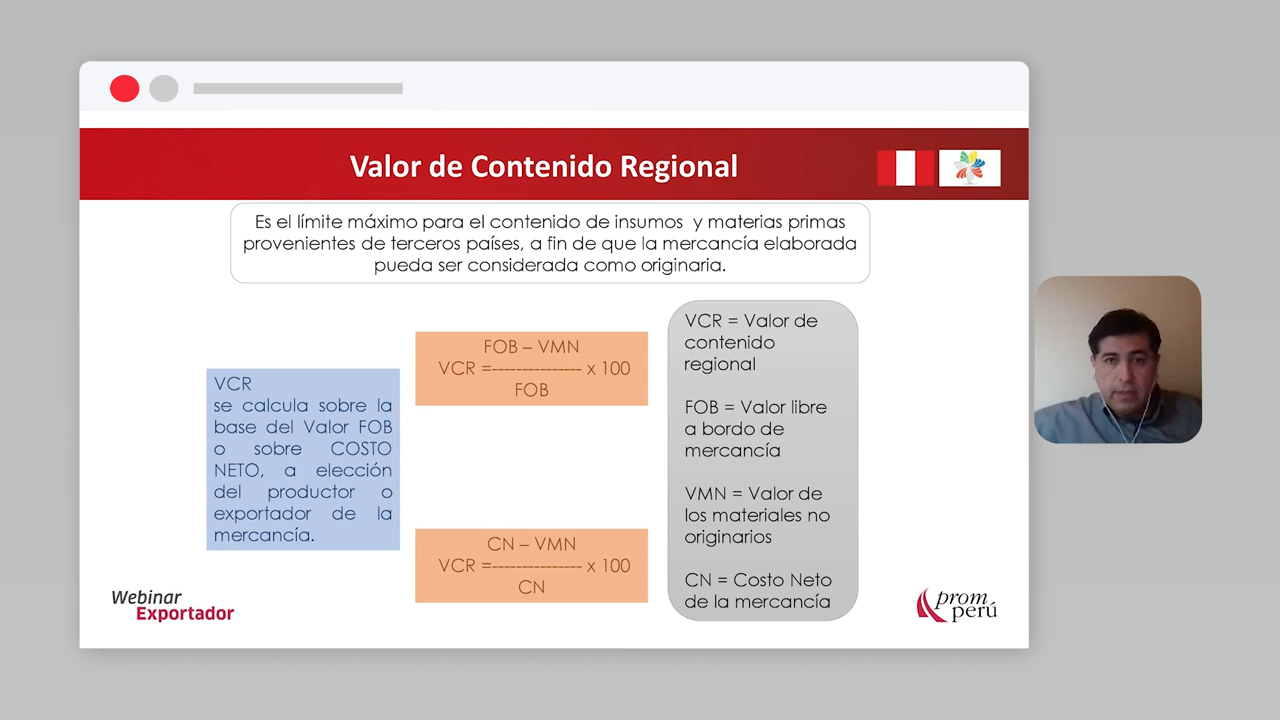 Valor de Contenido Regional
Es el límite máximo para el contenido de insumos y materias primas
provenientes de terceros países, a fin de que la mercancía elaborada
pueda ser considerada como originaria.
VCR
se calcula sobre la
base del Valor FOB
o sobre COSTO
NETO, a elección
del productor o
exportador de la
mercancía.
FOB – VMN
VCR =--------------- x 100
FOB
CN – VMN
VCR =--------------- x 100
CN
VCR = Valor de
contenido
regional
FOB = Valor libre
a bordo de
mercancía
VMN = Valor de
los materiales no
originarios
CN = Costo Neto
de la mercancía
Webinar
Exportador
prom
perú